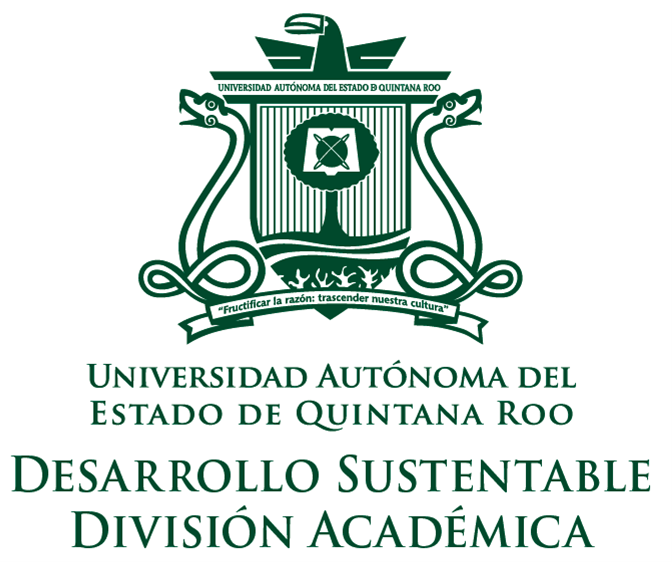 UNIVERSIDAD AUTÓNOMA DEL ESTADO DE QUINTANA ROO
"Fructificar la razón: trascender nuestra cultura"
UNIVERSIDAD AUTÓNOMA DEL
ESTADO DE QUINTANA ROO
DESARROLLO SUSTENTABLE
DIVISIÓN ACADÉMICA